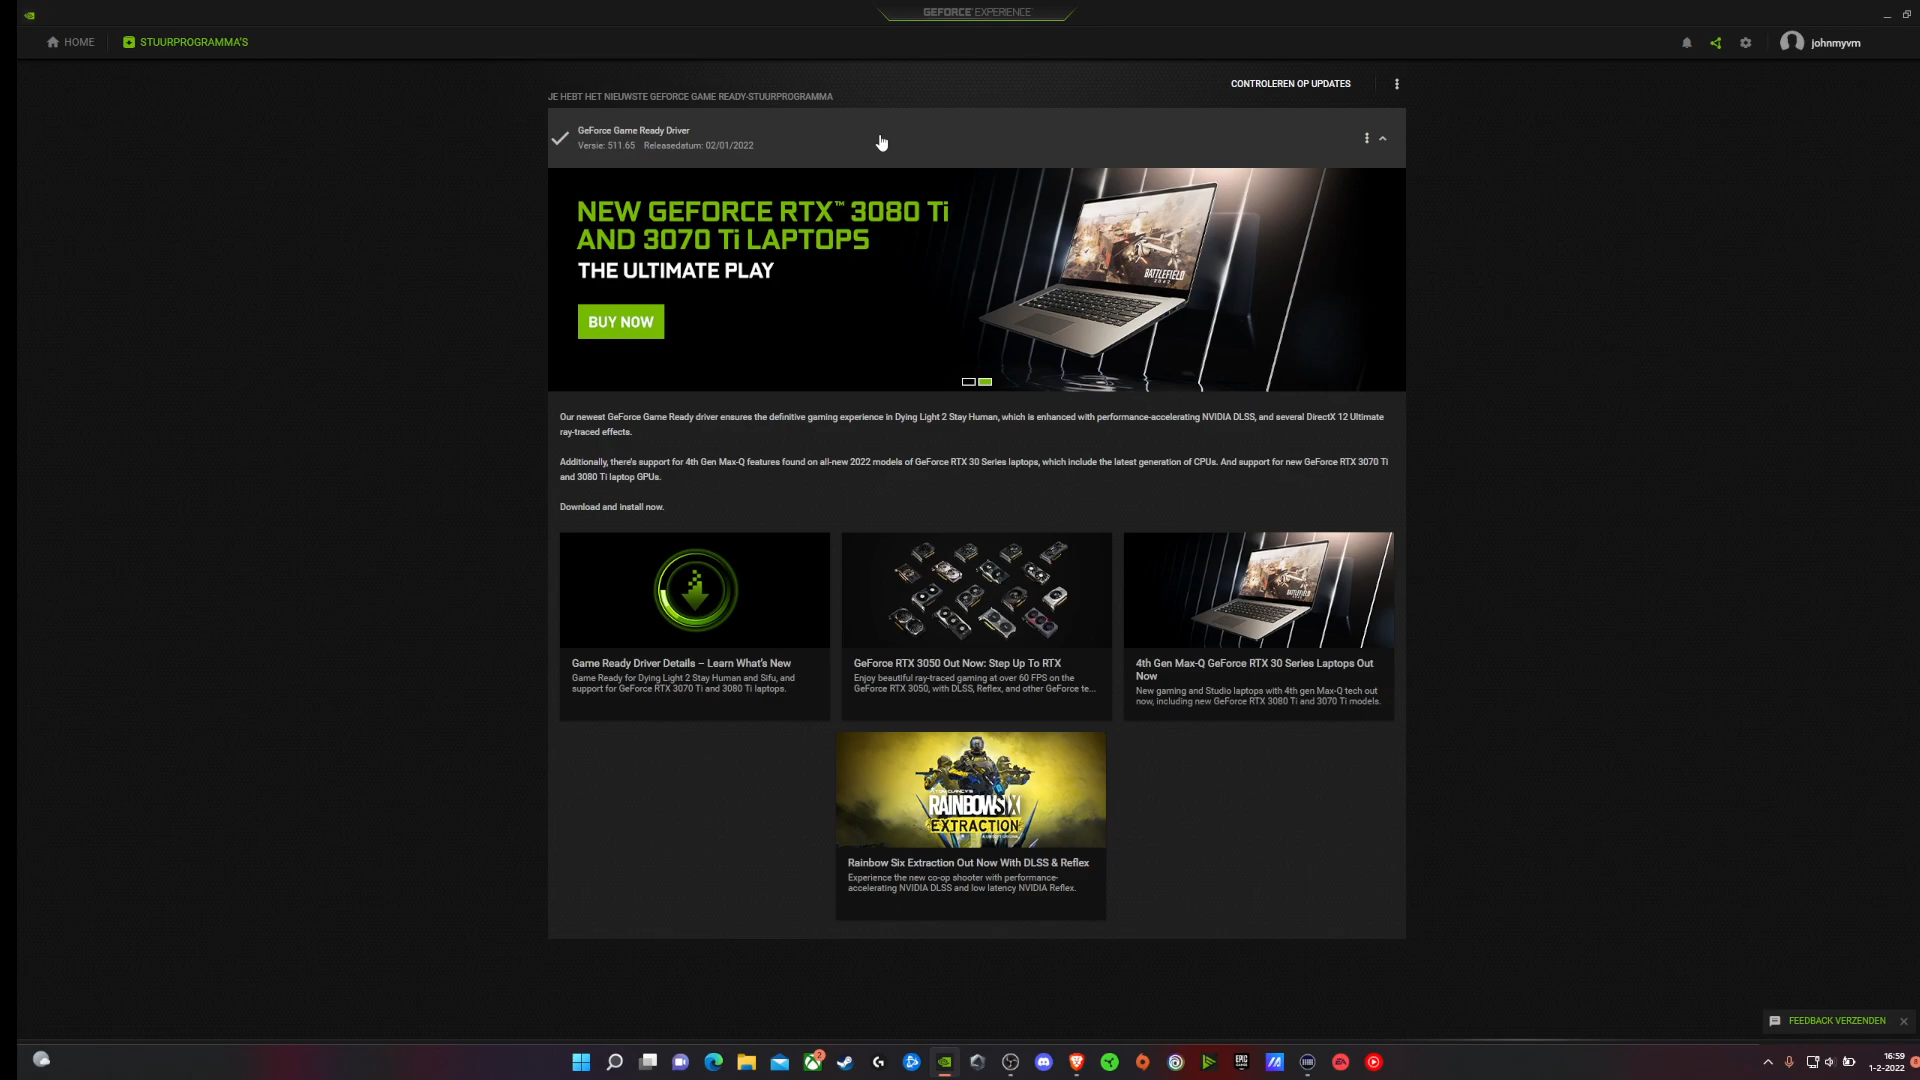 GEFORCE EXPERIENCE
HOME
STUURPROGRAMMA'S
johnmyvm
CONTROLEREN OP UPDATES
JE HEBT HET NIEUWSTE GEFORCE GAME READY-STUURPROGRAMMA
GeForce Game Ready Driver
Versie: 511.65 Releasedatum: 02/01/2022
NEW GEFORCE RTX™ 3080 Ti
AND 3070 Ti LAPTOPS
THE ULTIMATE PLAY
BUY NOW
BATTLEFIELD
2042
Our newest GeForce Game Ready driver ensures the definitive gaming experience in Dying Light 2 Stay Human, which is enhanced with performance-accelerating NVIDIA DLSS, and several DirectX 12 Ultimate
ray-traced effects.
Additionally, there's support for 4th Gen Max-Q features found on all-new 2022 models of GeForce RTX 30 Series laptops, which include the latest generation of CPUs. And support for new GeForce RTX 3070 Ti
and 3080 Ti laptop GPUs.
Download and install now.
Game Ready Driver Details – Learn What's New
Game Ready for Dying Light 2 Stay Human and Sifu, and
support for GeForce RTX 3070 Ti and 3080 Ti laptops.
GeForce RTX 3050 Out Now: Step Up To RTX
Enjoy beautiful ray-traced gaming at over 60 FPS on the
GeForce RTX 3050, with DLSS, Reflex, and other GeForce te...
BATTLEFIELD
4th Gen Max-Q GeForce RTX 30 Series Laptops Out
Now
New gaming and Studio laptops with 4th gen Max-Q tech out
now, including new GeForce RTX 3080 Ti and 3070 Ti models.
TOM CLANCY'S
RAINBOW SIX
EXTRACTION
Rainbow Six Extraction Out Now With DLSS & Reflex
Experience the new co-op shooter with performance-
accelerating NVIDIA DLSS and low latency NVIDIA Reflex.
FEEDBACK VERZENDEN
2
EPIC
GAMES
EA
16:59
1-2-2022